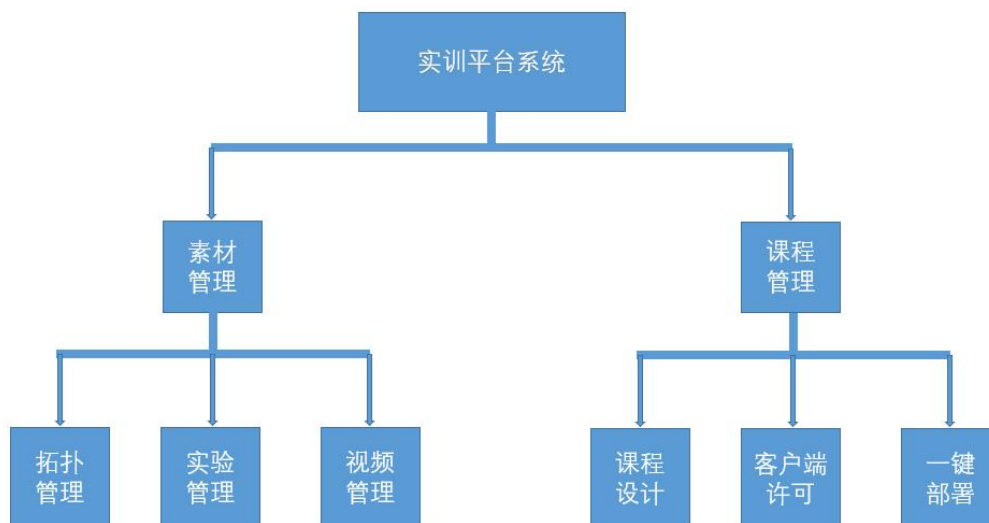 实训平台系统
素材
管理
课程
管理
拓扑
管理
实验
管理
视频
管理
课程
设计
客户端
许可
一键
部署